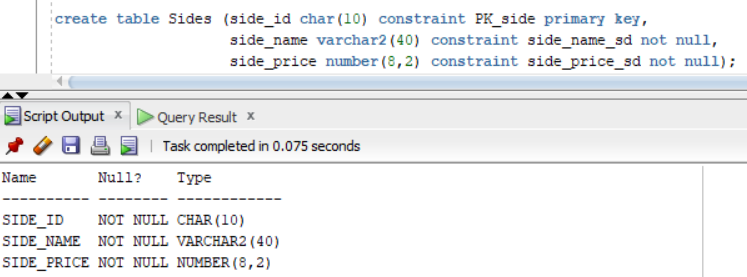 create table Sides (side_id char(10) constraint PK_side primary key,
side_name varchar2(40) constraint side_name_sd not null,
side_price number(8,2) constraint side_price_sd not null);
Script Output x Query Result x
Task completed in 0.075 seconds
Name Null? Type
---------- -------- ------------
SIDE_ID NOT NULL CHAR(10)
SIDE_NAME NOT NULL VARCHAR2(40)
SIDE_PRICE NOT NULL NUMBER(8,2)